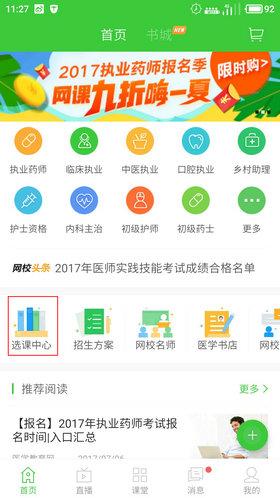 11:27
92
首页
书城
NEW
2017执业药师报名季
网课九折嗨一夏
限时购>
执业药师
临床执业
中医执业
口腔执业
乡村助理
护士资格
内科主治
初级护师
初级药士
更多
网校头条
2017年医师实践技能考试成绩合格名单
选课中心
招生方案
网校名师
医学书店
医学
推荐阅读
更多 >
【报名】2017年执业药师考试报
名时间|入口汇总
医学教育网
2017/07/06
首页
直播
课堂
消息
我的